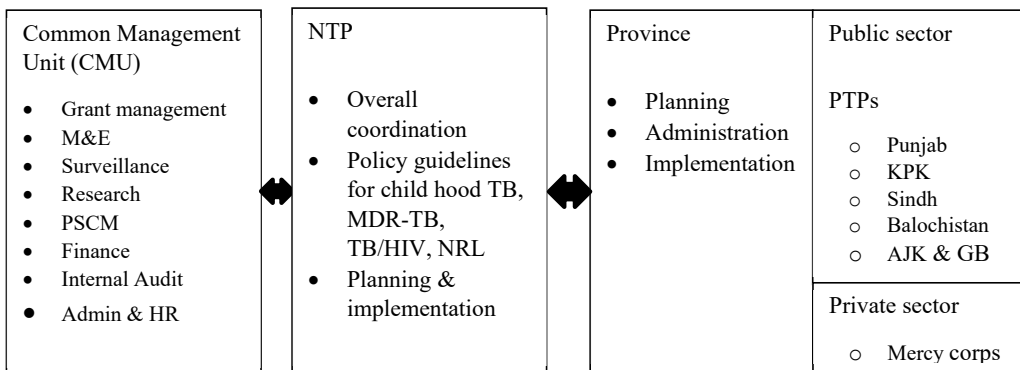 Common Management
Unit (CMU)
• Grant management
• M&E
• Surveillance
• Research
• PSCM
• Finance
• Internal Audit
• Admin & HR
NTP
• Overall
coordination
• Policy guidelines
for child hood TB,
MDR-TB,
TB/HIV, NRL
• Planning &
implementation
Province
• Planning
• Administration
• Implementation
Public sector
PTPs
o Punjab
o KPK
o Sindh
o Balochistan
o AJK & GB
Private sector
o Mercy corps